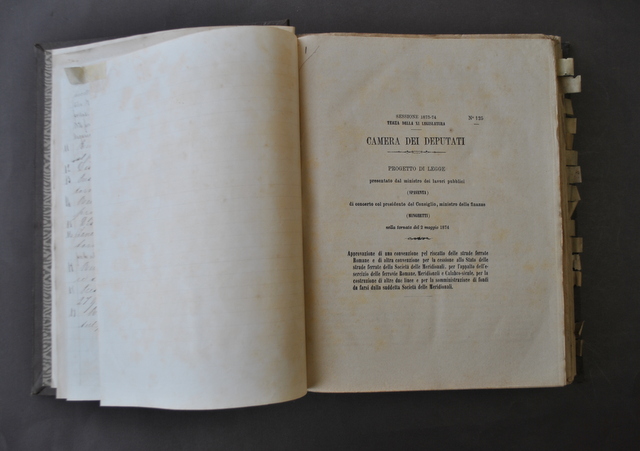 SESSIONE 1873-74
TERZA DELLA XI LEGISLATURA
N° 120
CAMERA DEI DEPUTATI
PROGETTO DI LEGGE
presentato dal ministro dei lavori pubblici
(SPAVENTA)
di concerto col presidente del Consiglio, ministro delle finanze
(MINGHETTI)
nella tornata del 2 maggio 1874
Approvazione di una convenzione pel riscatto delle strade ferrate
Romane e di altra convenzione per la cessione allo Stato delle
strade ferrate della Società delle Meridionali, per l'appalto dell'e-
sercizio delle ferrovie Romane, Meridionali e Calabro-sicule, per la
costruzione di altre due linee e per la somministrazione di fondi
da farsi dalla suddetta Società delle Meridionali.